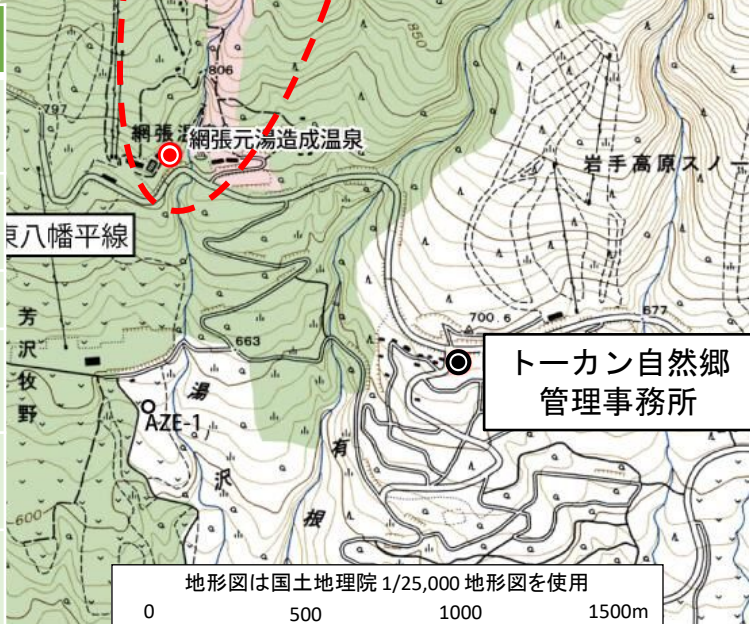 850
806
797
網張温
網張元湯造成温泉
岩手高原スノー
東八幡平線
700.6
677
芳沢牧野
663
トーカン自然郷
管理事務所
AZE-1
湯沢
有根
600
地形図は国土地理院 1/25,000 地形図を使用
0 500 1000 1500m